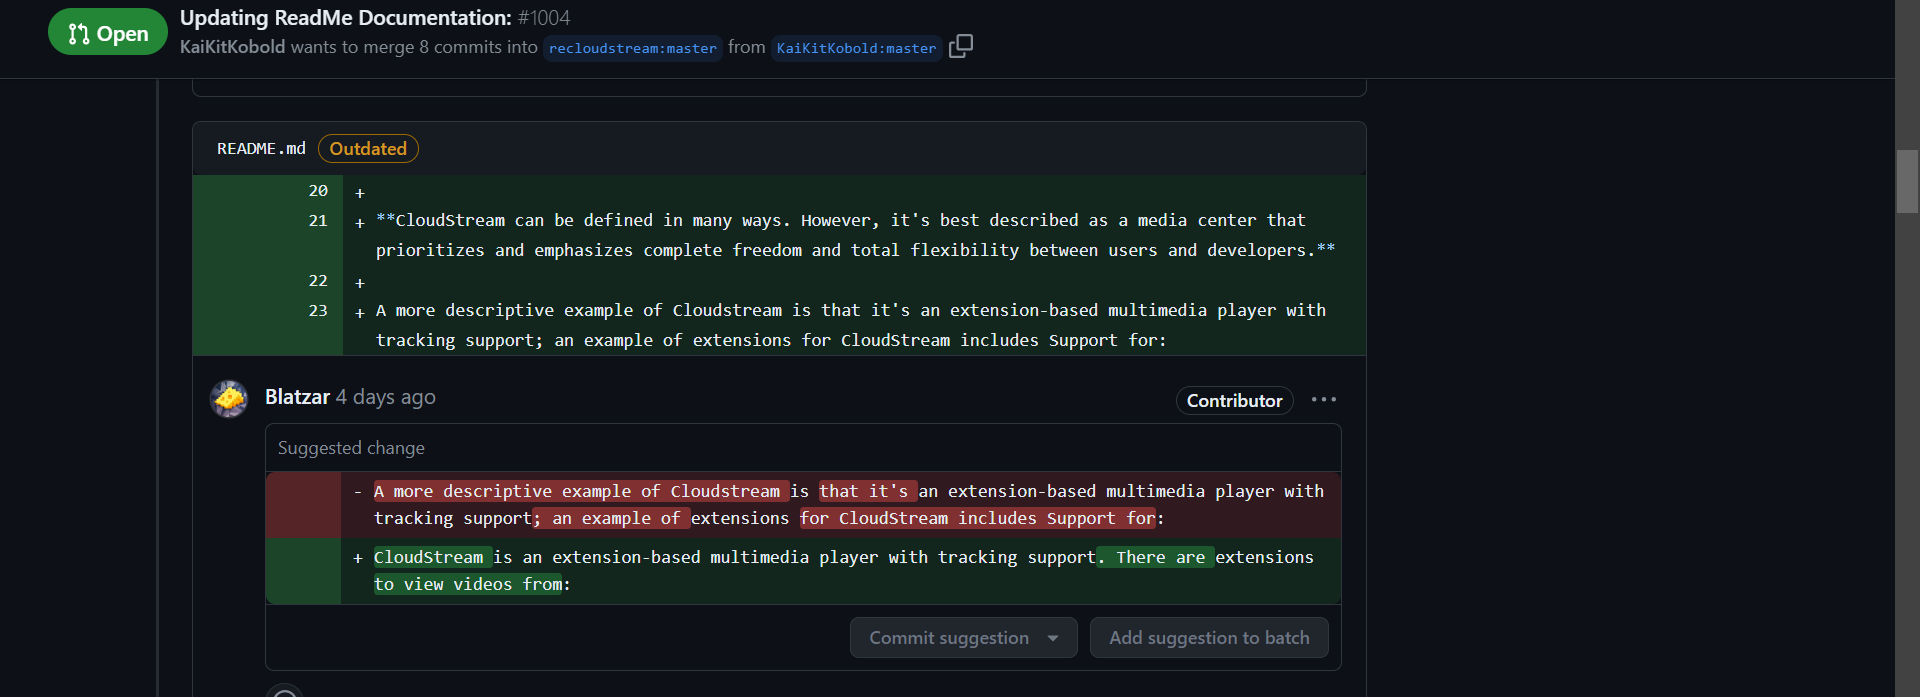 Open
Updating ReadMe Documentation: #1004
KaiKitKobold wants to merge 8 commits into recloudstream:master from KaiKitKobold:master
README.md Outdated
20 +
21 + **CloudStream can be defined in many ways. However, it's best described as a media center that
prioritizes and emphasizes complete freedom and total flexibility between users and developers.**
22 +
23 + A more descriptive example of Cloudstream is that it's an extension-based multimedia player with
tracking support; an example of extensions for CloudStream includes Support for:
Blatzar 4 days ago
Contributor
Suggested change
- A more descriptive example of Cloudstream is that it's an extension-based multimedia player with
tracking support; an example of extensions for CloudStream includes Support for:
+ CloudStream is an extension-based multimedia player with tracking support. There are extensions
to view videos from:
Commit suggestion
Add suggestion to batch